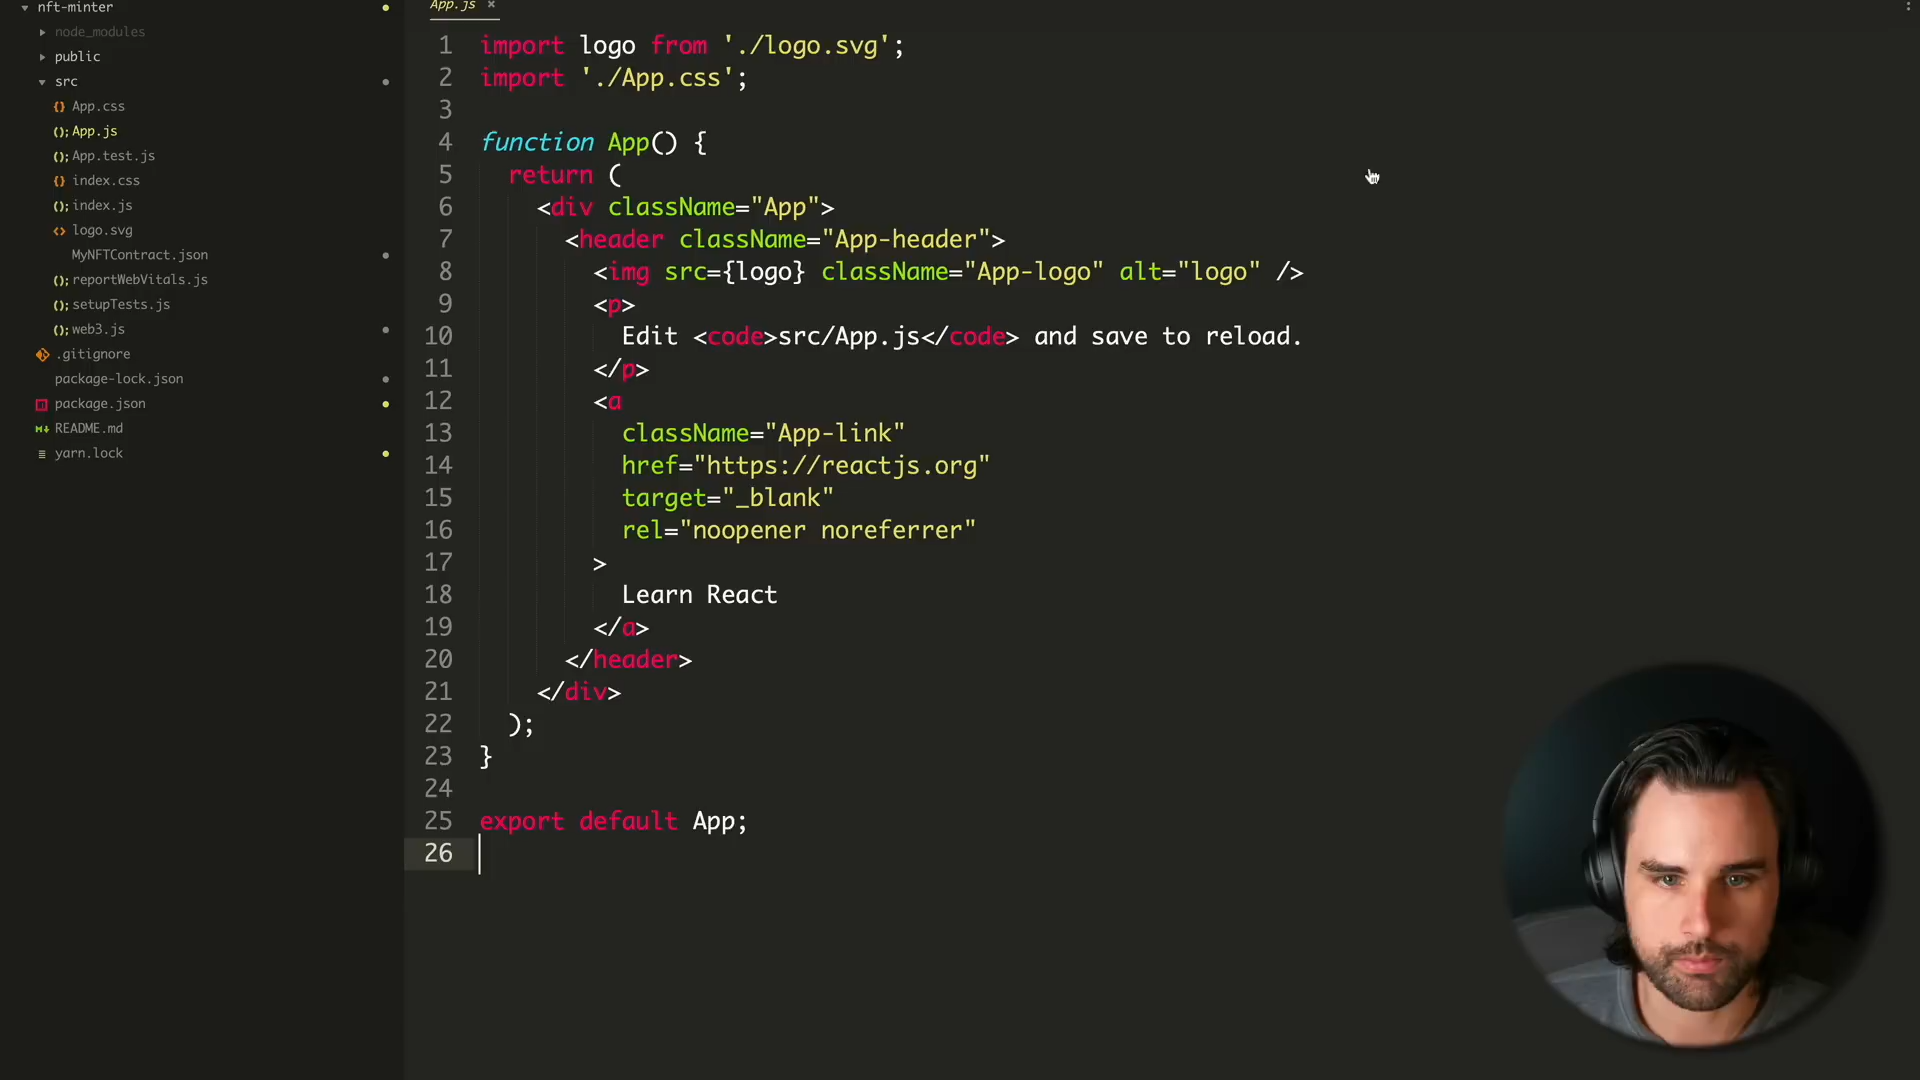 nft-minter
node_modules
public
src
App.css
App.js
App.test.js
index.css
index.js
logo.svg
MyNFTContract.json
reportWebVitals.js
setupTests.js
web3.js
.gitignore
package-lock.json
package.json
README.md
yarn.lock
App.js ×
1 import logo from './logo.svg';
2 import './App.css';
3
4 function App() {
5 return (
6 <div className="App">
7 <header className="App-header">
8 <img src={logo} className="App-logo" alt="logo" />
9 <p>
10 Edit <code>src/App.js</code> and save to reload.
11 </p>
12 <a
13 className="App-link"
14 href="https://reactjs.org"
15 target="_blank"
16 rel="noopener noreferrer"
17 >
18 Learn React
19 </a>
20 </header>
21 </div>
22 );
23 }
24
25 export default App;
26